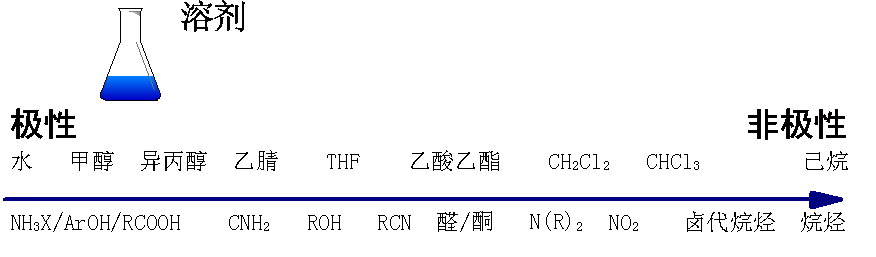 溶剂
极性 非极性
水 甲醇 异丙醇 乙腈 THF 乙酸乙酯 CH₂Cl₂ CHCl₃ 己烷
NH₃X/ArOH/RCOOH CNH₂ ROH RCN 醛/酮 N(R)₂ NO₂ 卤代烷烃 烷烃